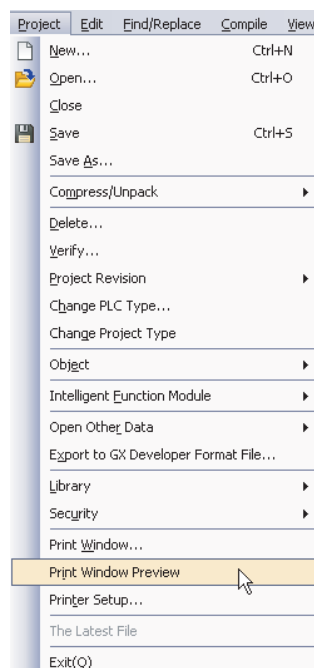 Project Edit Find/Replace Compile View
New... Ctrl+N
Open... Ctrl+O
Close
Save Ctrl+S
Save As...
Compress/Unpack
Delete...
Verify...
Project Revision
Change PLC Type...
Change Project Type
Object
Intelligent Function Module
Open Other Data
Export to GX Developer Format File...
Library
Security
Print Window...
Print Window Preview
Printer Setup...
The Latest File
Exit(Q)